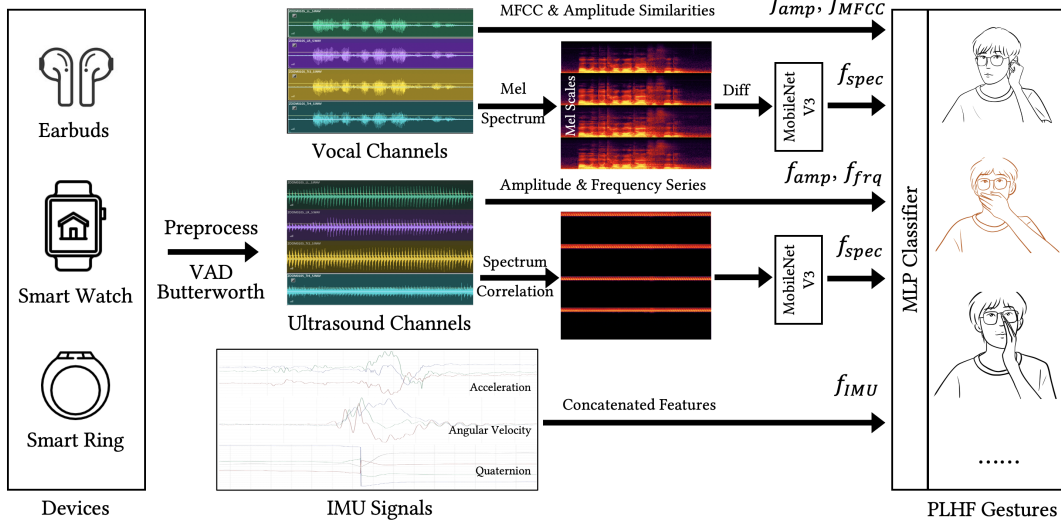 Earbuds
Smart Watch
Smart Ring
Devices
Preprocess
VAD
Butterworth
Vocal Channels
Ultrasound Channels
Acceleration
Angular Velocity
Quaternion
IMU Signals
MFCC & Amplitude Similarities
Mel
Spectrum
Mel Scales
Diff
MobileNet
V3
f_spec
Amplitude & Frequency Series
f_amp, f_frq
Spectrum
Correlation
MobileNet
V3
f_spec
Concatenated Features
f_IMU
MLP Classifier
......
PLHF Gestures